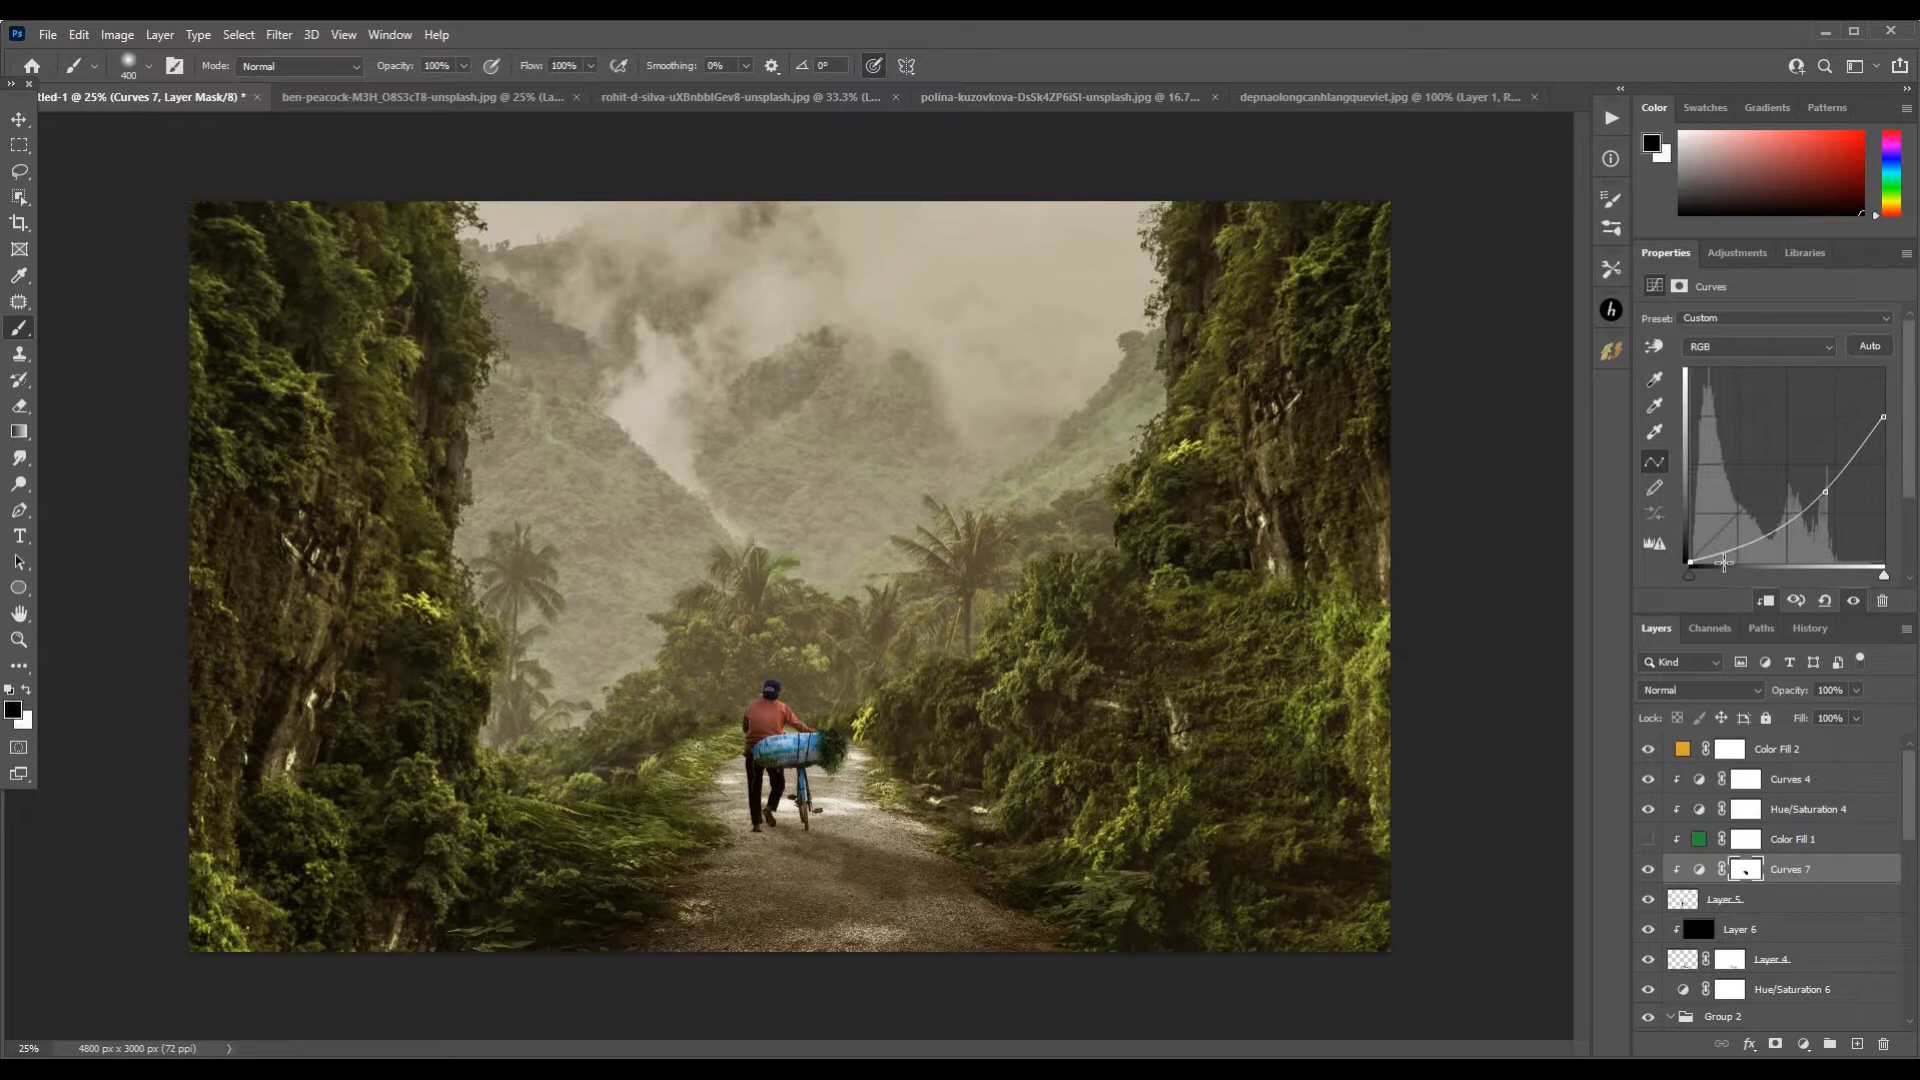 Ps File Edit Image Layer Type Select Filter 3D View Window Help
400 Mode: Normal Opacity: 100% Flow: 100% Smoothing: 0% 0°
tled-1 @ 25% (Curves 7, Layer Mask/8) * × ben-peacock-M3H_O8S3cT8-unsplash.jpg @ 25% (La... × rohit-d-silva-uXBnbbIGev8-unsplash.jpg @ 33.3% (L... × polina-kuzovkova-DsSk4ZP6iSI-unsplash.jpg @ 16.7... × depnaolongcanhlangqueviet.jpg @ 100% (Layer 1, R... ×
Color Swatches Gradients Patterns
Properties Adjustments Libraries
Curves
Preset: Custom
RGB Auto
Layers Channels Paths History
Kind
Normal Opacity: 100%
Lock: Fill: 100%
Color Fill 2
Curves 4
Hue/Saturation 4
Color Fill 1
Curves 7
Layer 5
Layer 6
Layer 4
Hue/Saturation 6
Group 2
25% 4800 px x 3000 px (72 ppi)